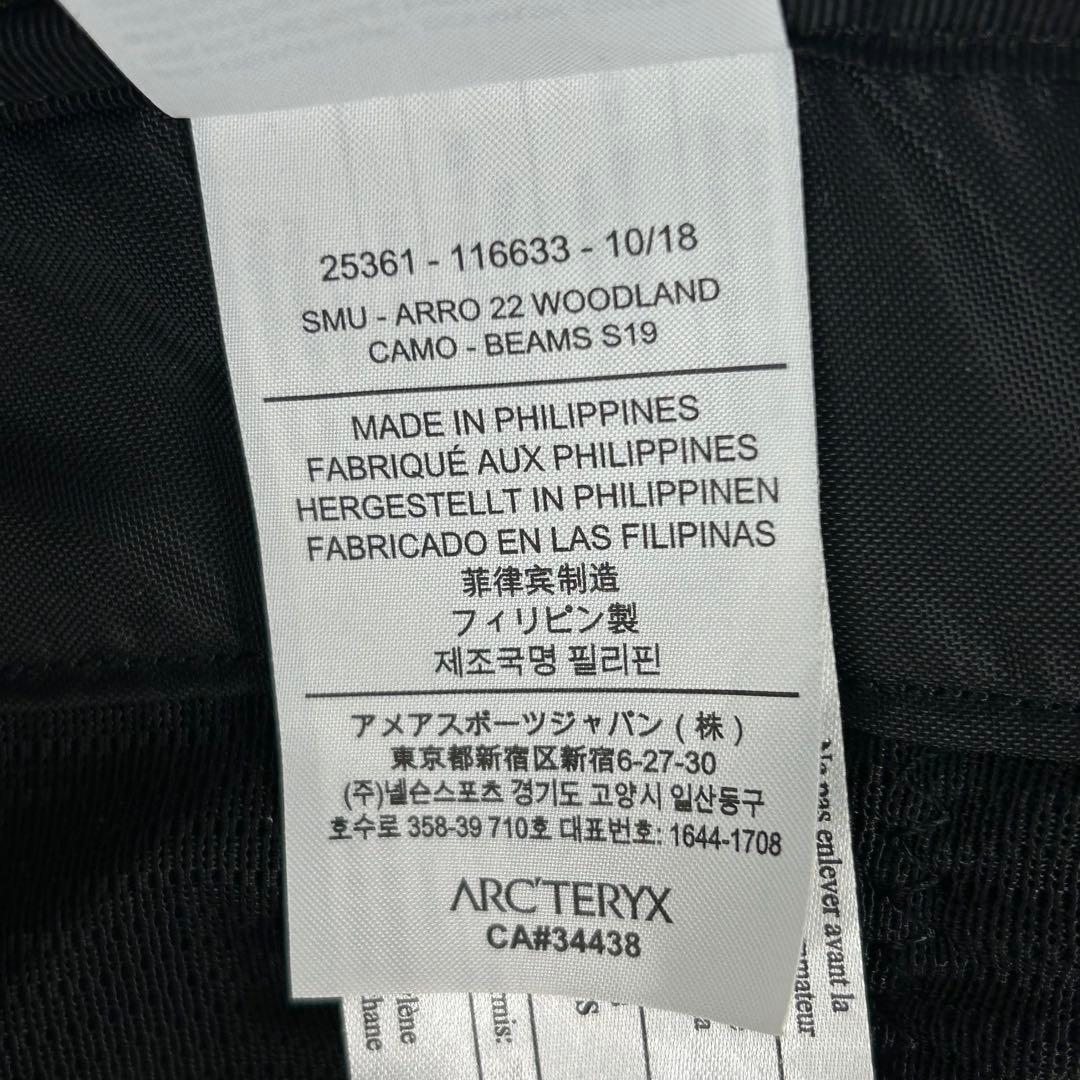 25361 - 116633 - 10/18
SMU - ARRO 22 WOODLAND
CAMO - BEAMS S19
MADE IN PHILIPPINES
FABRIQUÉ AUX PHILIPPINES
HERGESTELLT IN PHILIPPINEN
FABRICADO EN LAS FILIPINAS
菲律宾制造
フィリピン製
제조국명 필리핀
アメアスポーツジャパン(株)
東京都新宿区新宿6-27-30
(주)넬슨스포츠 경기도 고양시 일산동구
호수로 358-39 710호 대표번호: 1644-1708
ARC'TERYX
CA#34438
pas enlever avant la